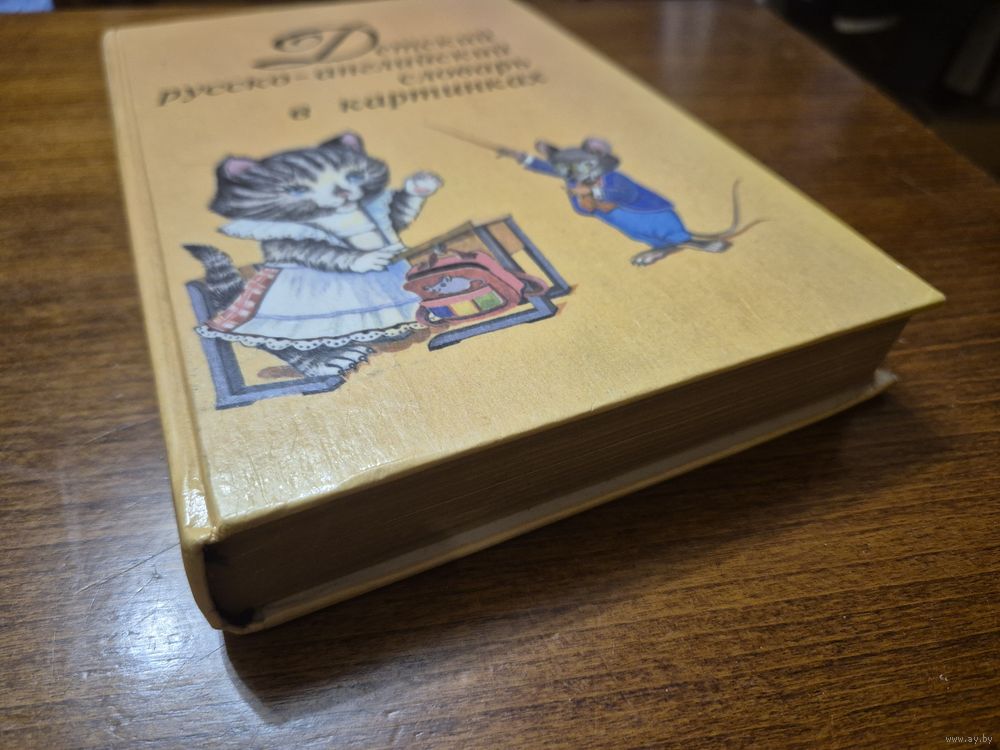 Детский
русско-английский
словарь
в картинках
www.ay.by